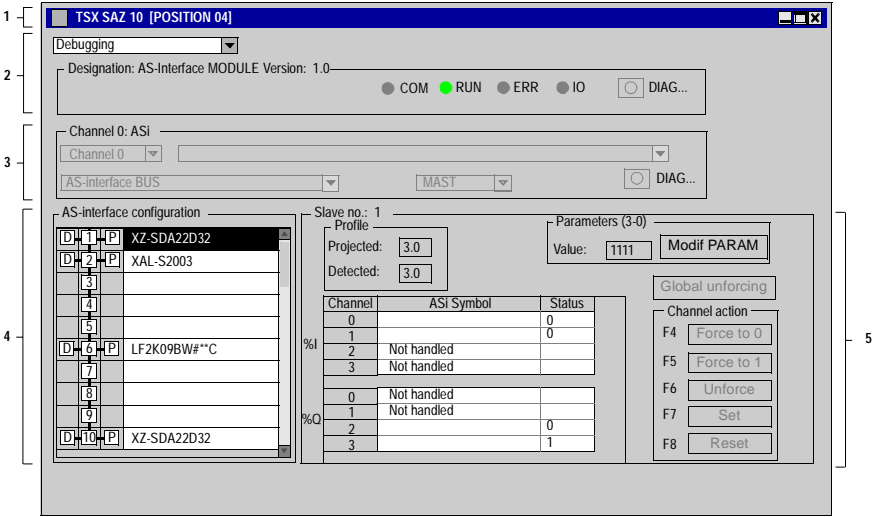 1
TSX SAZ 10 [POSITION 04]
Debugging
2
Designation: AS-Interface MODULE Version: 1.0
COM RUN ERR IO DIAG...
3
Channel 0: ASi
Channel 0
AS-interface BUS MAST DIAG...
4
AS-interface configuration
D 1 P XZ-SDA22D32
D 2 P XAL-S2003
3
4
5
D 6 P LF2K09BW#**C
7
8
9
D 10 P XZ-SDA22D32
5
Slave no.: 1
Profile
Projected: 3.0
Detected: 3.0
Parameters (3-0)
Value: 1111 Modif PARAM
Channel ASi Symbol Status
%I
0 0
1 0
2 Not handled
3 Not handled
%Q
0 Not handled
1 Not handled
2 0
3 1
Global unforcing
Channel action
F4 Force to 0
F5 Force to 1
F6 Unforce
F7 Set
F8 Reset